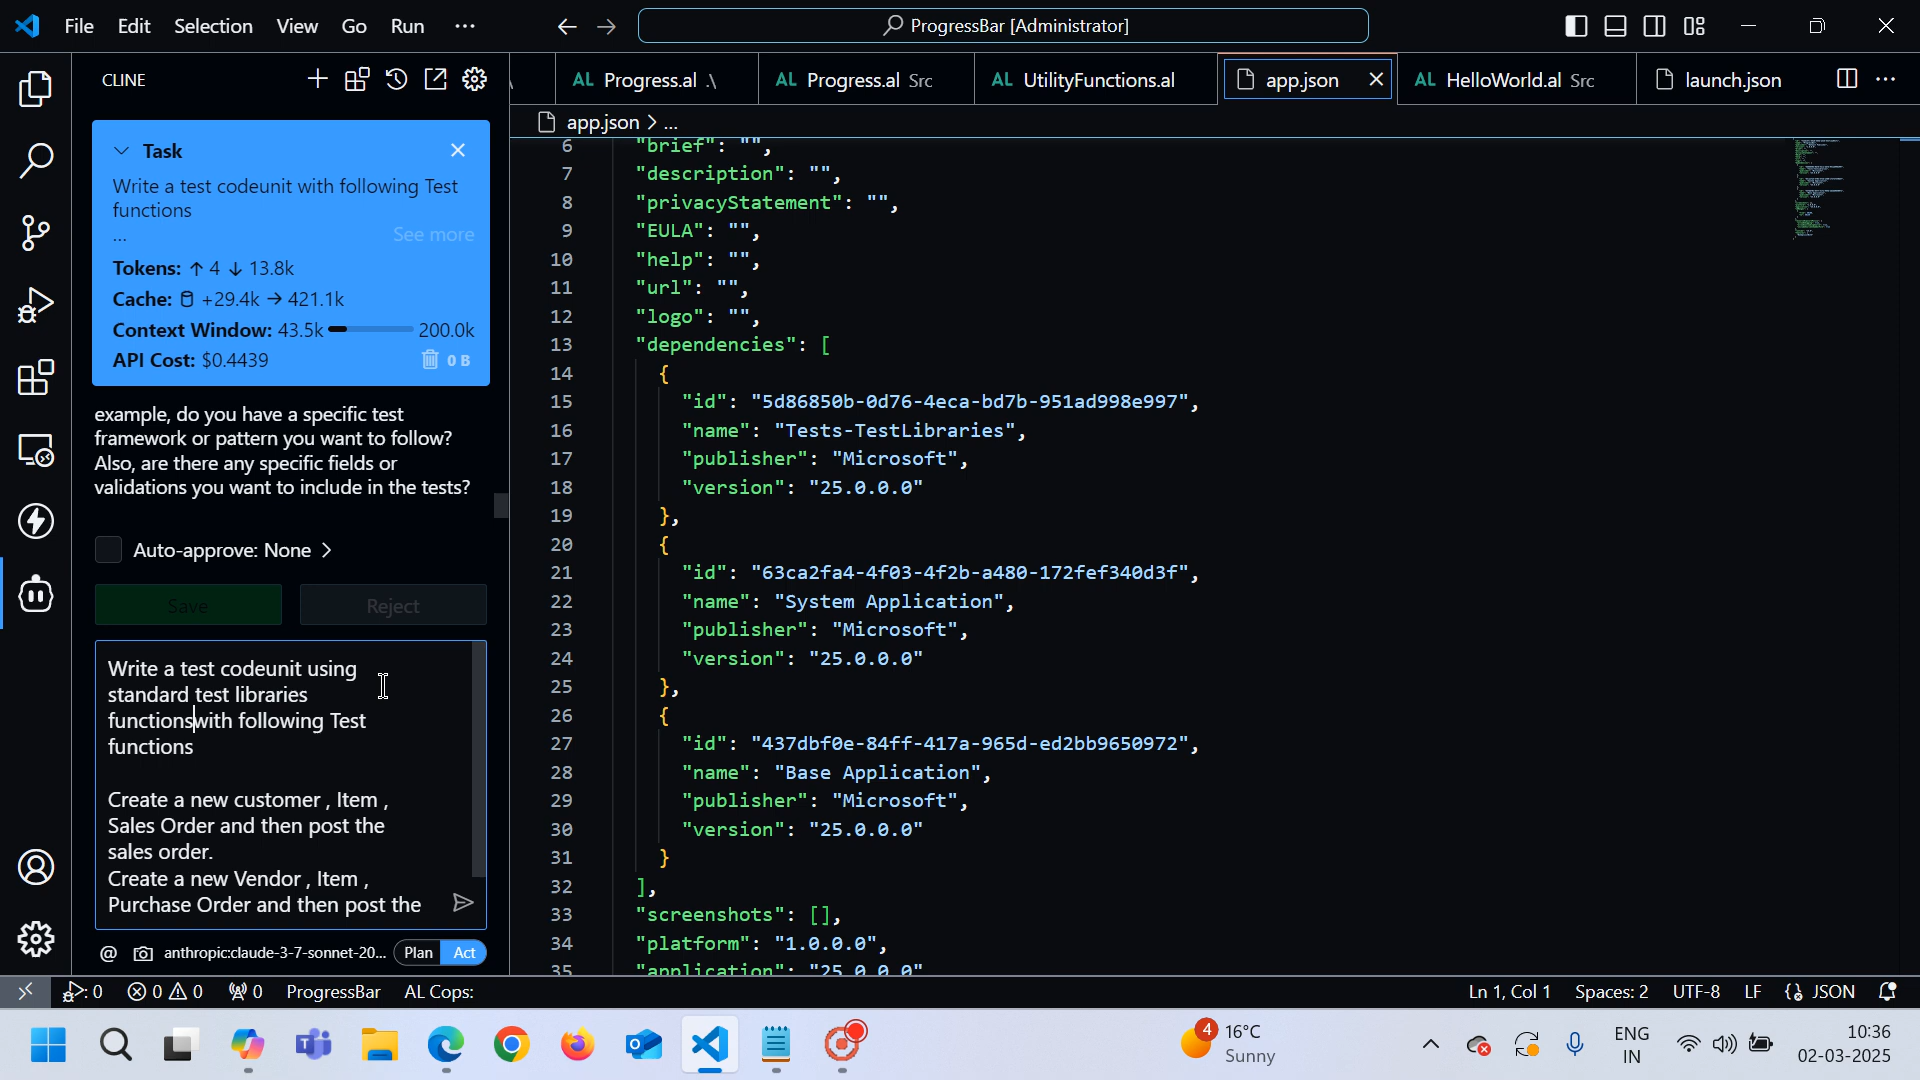 File Edit Selection View Go Run ···
ProgressBar [Administrator]
CLINE
Task
Write a test codeunit with following Test
functions
...
See more
Tokens: ↑ 4 ↓ 13.8k
Cache: +29.4k → 421.1k
Context Window: 43.5k 200.0k
API Cost: $0.4439 0 B
example, do you have a specific test
framework or pattern you want to follow?
Also, are there any specific fields or
validations you want to include in the tests?
Auto-approve: None >
Save Reject
Write a test codeunit using
standard test libraries
functionswith following Test
functions
Create a new customer , Item ,
Sales Order and then post the
sales order.
Create a new Vendor , Item ,
Purchase Order and then post the
@ anthropic:claude-3-7-sonnet-20... Plan Act
AL Progress.al .\ AL Progress.al Src AL UtilityFunctions.al app.json AL HelloWorld.al Src launch.json
app.json > ...
6 "brief": "",
7 "description": "",
8 "privacyStatement": "",
9 "EULA": "",
10 "help": "",
11 "url": "",
12 "logo": "",
13 "dependencies": [
14 {
15 "id": "5d86850b-0d76-4eca-bd7b-951ad998e997",
16 "name": "Tests-TestLibraries",
17 "publisher": "Microsoft",
18 "version": "25.0.0.0"
19 },
20 {
21 "id": "63ca2fa4-4f03-4f2b-a480-172fef340d3f",
22 "name": "System Application",
23 "publisher": "Microsoft",
24 "version": "25.0.0.0"
25 },
26 {
27 "id": "437dbf0e-84ff-417a-965d-ed2bb9650972",
28 "name": "Base Application",
29 "publisher": "Microsoft",
30 "version": "25.0.0.0"
31 }
32 ],
33 "screenshots": [],
34 "platform": "1.0.0.0",
35 "application": "25.0.0.0"
0 0 0 0 ProgressBar AL Cops:
Ln 1, Col 1 Spaces: 2 UTF-8 LF {} JSON
4 16°C
Sunny
ENG
IN
10:36
02-03-2025